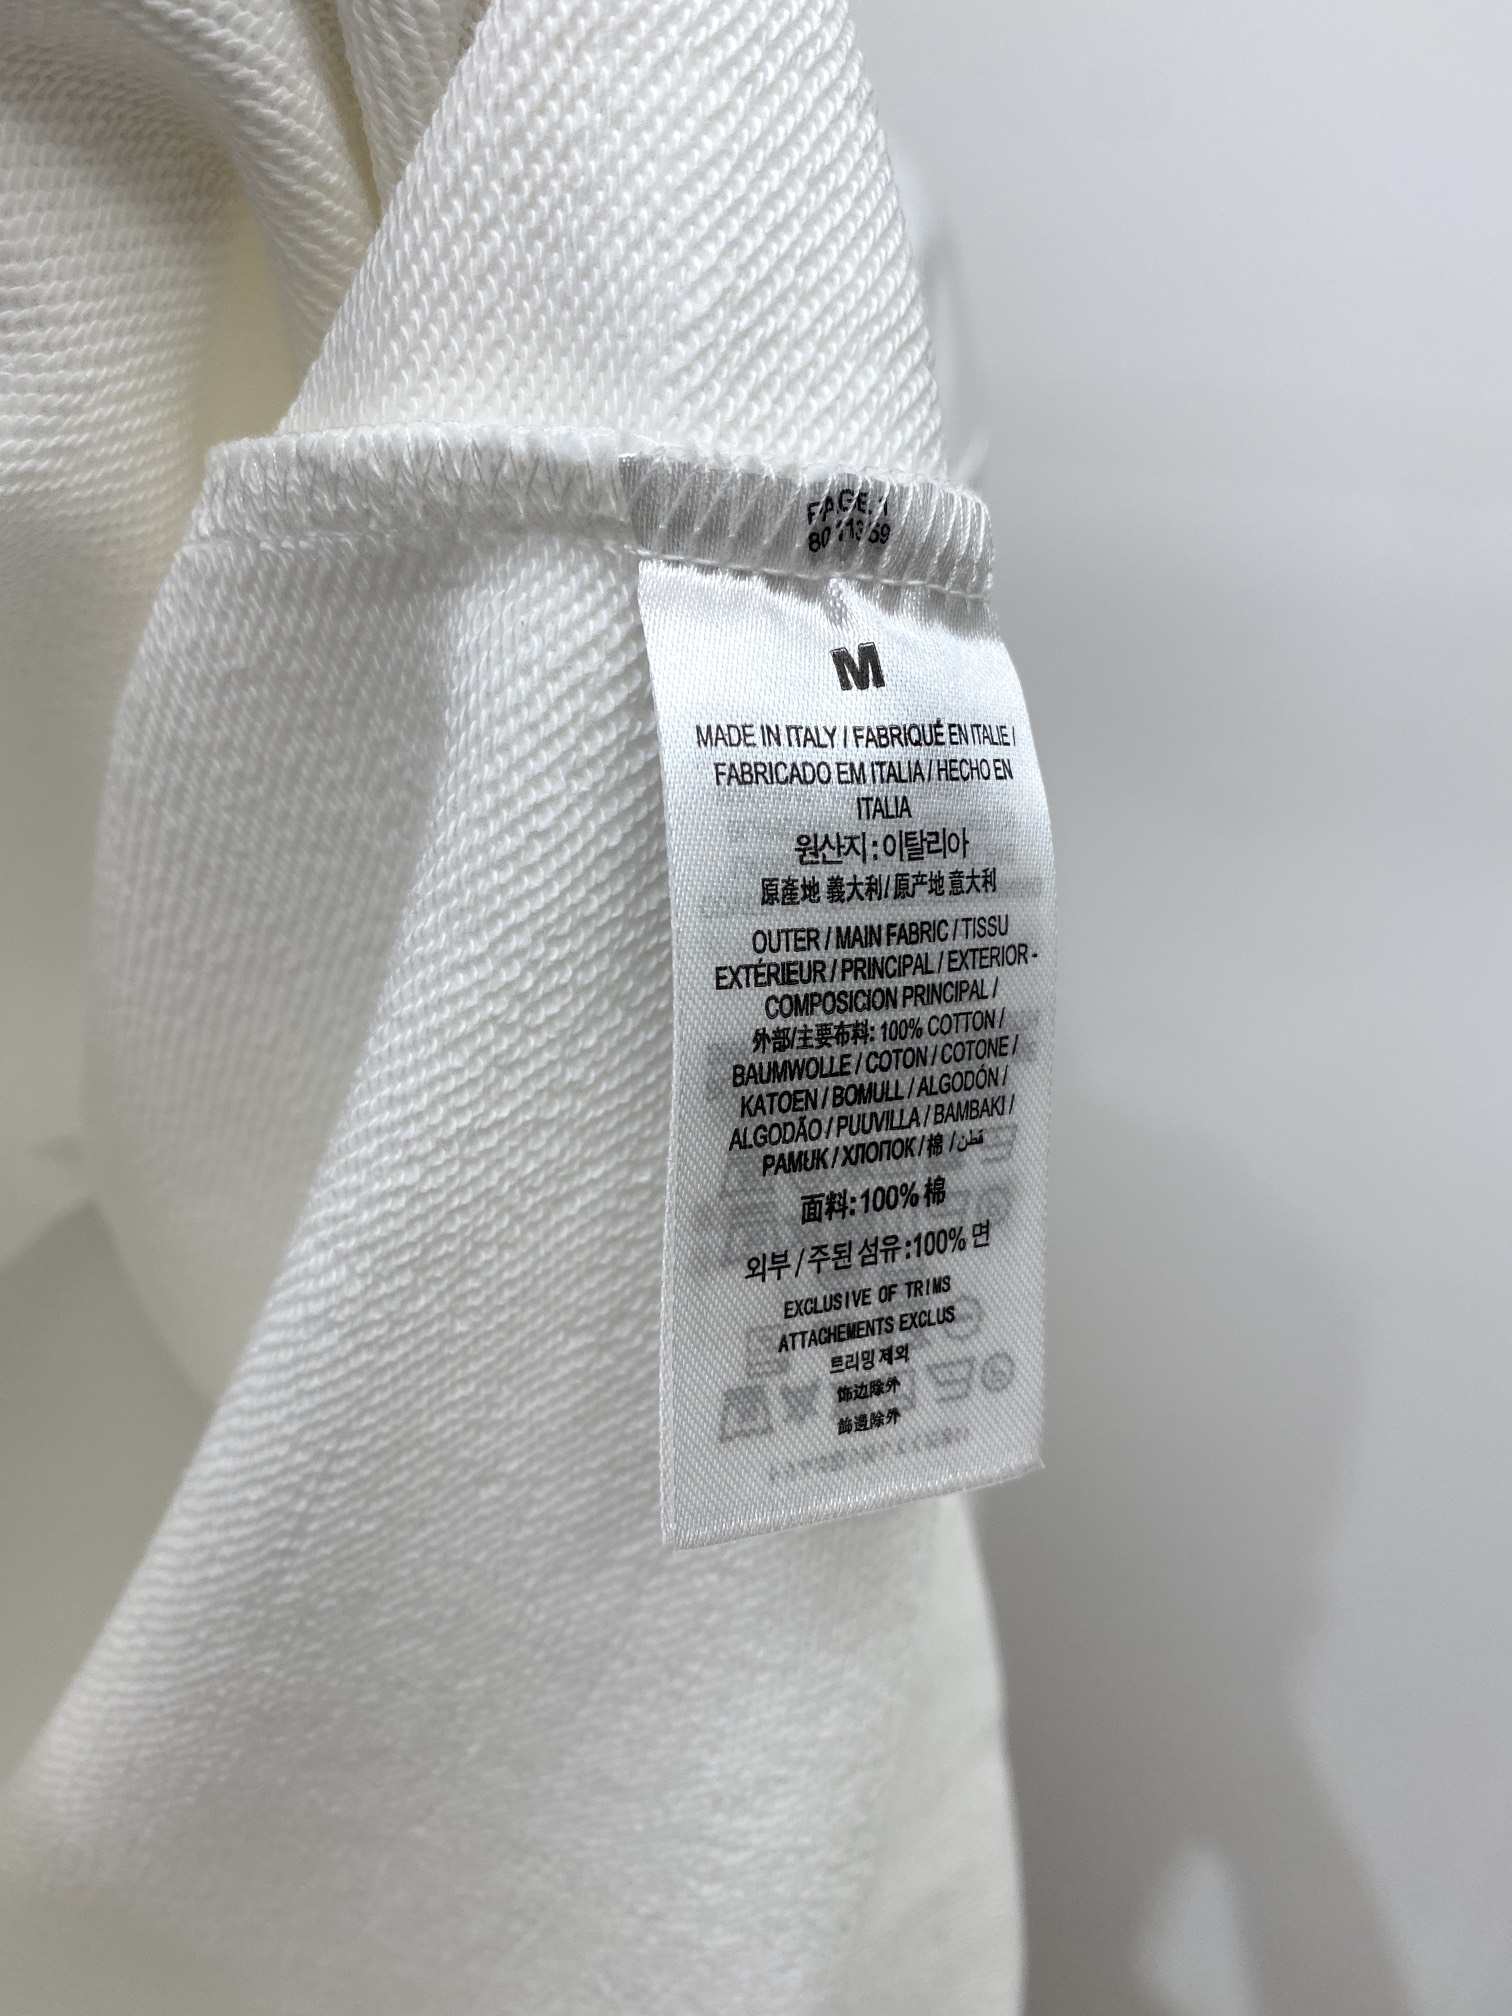 PAGE 1
M
MADE IN ITALY / FABRIQUÉ EN ITALIE /
FABRICADO EM ITALIA / HECHO EN
ITALIA
원산지 : 이탈리아
原產地 義大利/ 原产地 意大利
OUTER / MAIN FABRIC / TISSU
EXTÉRIEUR / PRINCIPAL / EXTERIOR -
COMPOSICION PRINCIPAL /
外部/主要布料: 100% COTTON /
BAUMWOLLE / COTON / COTONE /
KATOEN / BOMULL / ALGODÓN /
ALGODÃO / PUUVILLA / BAMBAKI /
PAMUK / ХЛОПОК / 棉 / قطن
面料: 100% 棉
외부 / 주된 섬유 :100% 면
EXCLUSIVE OF TRIMS
ATTACHEMENTS EXCLUS
트리밍 제외
饰边除外
飾邊除外